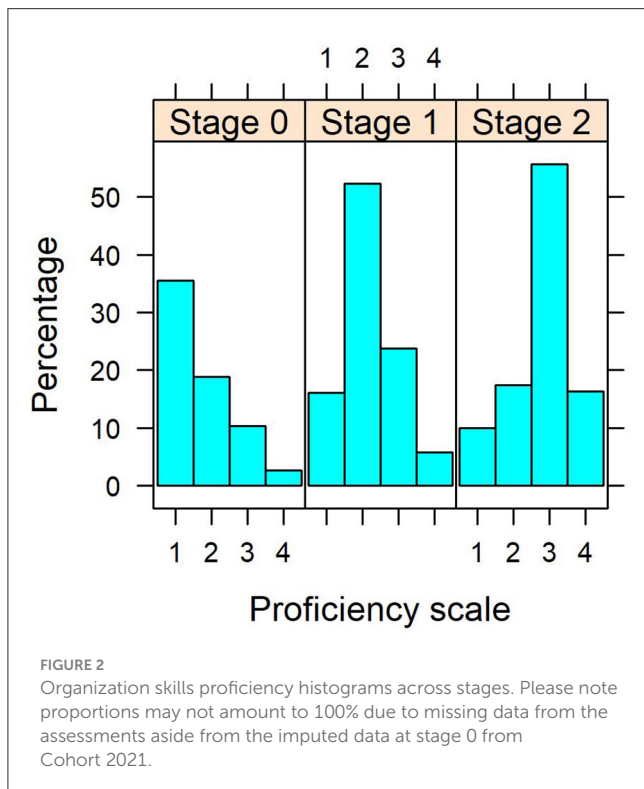 1 2 3 4
Stage 0 Stage 1 Stage 2
50
40
30
20
10
0
Percentage
1 2 3 4 1 2 3 4
Proficiency scale
FIGURE 2
Organization skills proficiency histograms across stages. Please note
proportions may not amount to 100% due to missing data from the
assessments aside from the imputed data at stage 0 from
Cohort 2021.